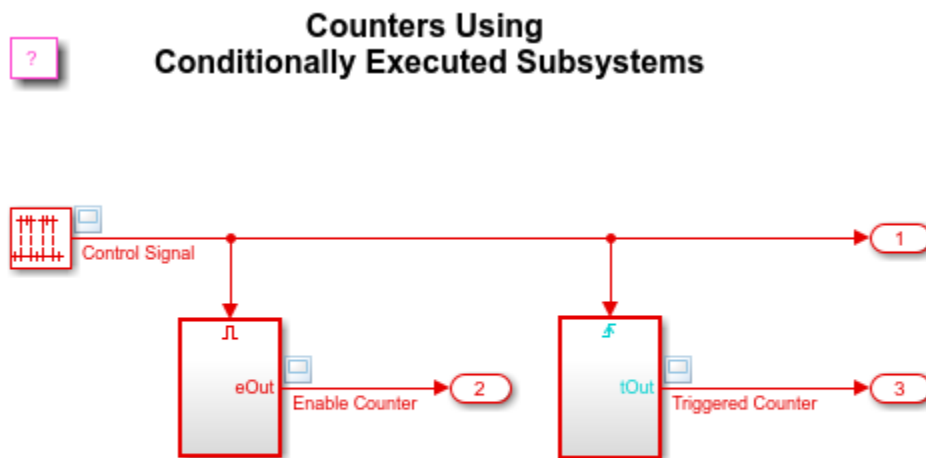 Counters Using
Conditionally Executed Subsystems
?
Control Signal
1
eOut
Enable Counter
2
tOut
Triggered Counter
3